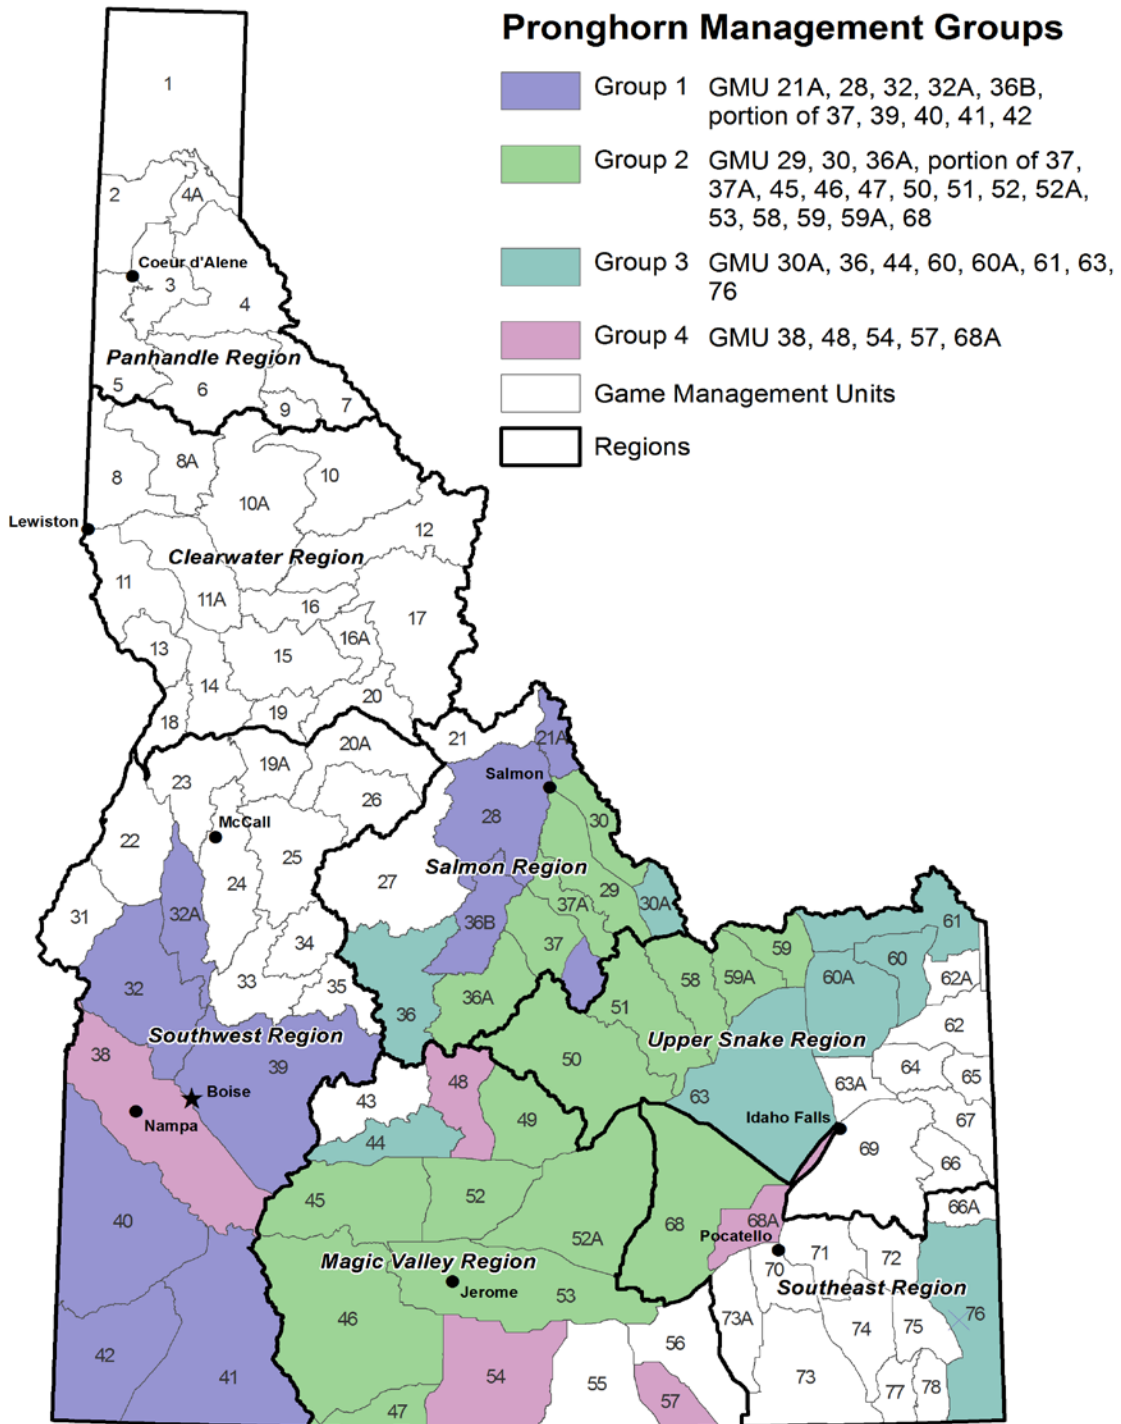 Pronghorn Management Groups
Group 1 GMU 21A, 28, 32, 32A, 36B,
portion of 37, 39, 40, 41, 42
Group 2 GMU 29, 30, 36A, portion of 37,
37A, 45, 46, 47, 50, 51, 52, 52A,
53, 58, 59, 59A, 68
Group 3 GMU 30A, 36, 44, 60, 60A, 61, 63,
76
Group 4 GMU 38, 48, 54, 57, 68A
Game Management Units
Regions
1
2
4A
Coeur d'Alene
3
4
Panhandle Region
5
6
9
7
8
8A
10
10A
Lewiston
12
Clearwater Region
11
11A
16
17
13
16A
15
14
20
18
19
21
21A
20A
19A
23
Salmon
26
McCall
28
30
22
25
Salmon Region
27
24
29
31
32A
37A
30A
36B
61
34
37
59
60
32
33
35
36A
58
59A
60A
62A
36
51
62
Southwest Region
Upper Snake Region
38
39
50
64
65
48
63A
Boise
43
63
Nampa
49
Idaho Falls
67
44
69
66
45
52
66A
40
68
68A
52A
Pocatello
71
72
Magic Valley Region
70
Southeast Region
Jerome
53
46
73A
74
75
76
56
42
41
54
55
73
77
78
57
47